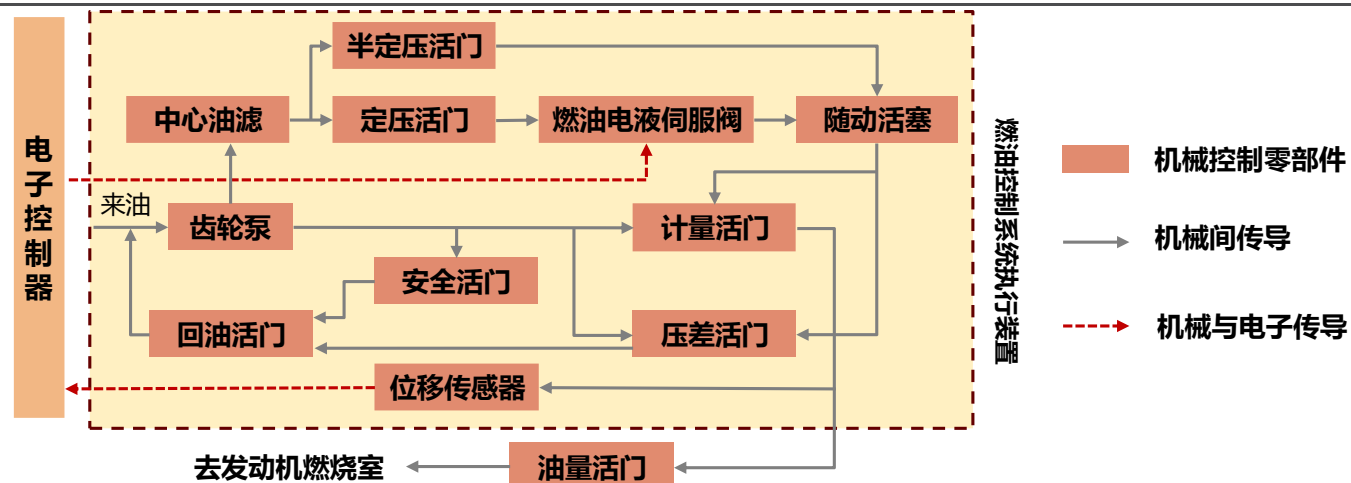 半定压活门
中心油滤
定压活门
燃油电液伺服阀
随动活塞
电子控制器
来油
齿轮泵
计量活门
安全活门
回油活门
压差活门
位移传感器
去发动机燃烧室
油量活门
燃油控制系统执行装置
机械控制零部件
机械间传导
机械与电子传导